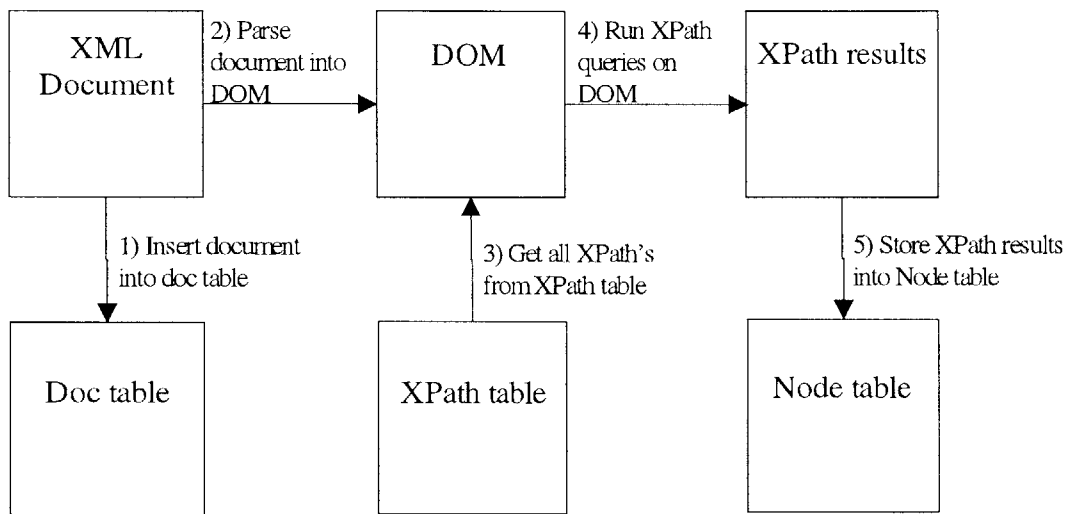 XML
Document
2) Parse
document into
DOM
DOM
4) Run XPath
queries on
DOM
XPath results
1) Insert document
into doc table
3) Get all XPath's
from XPath table
5) Store XPath results
into Node table
Doc table
XPath table
Node table